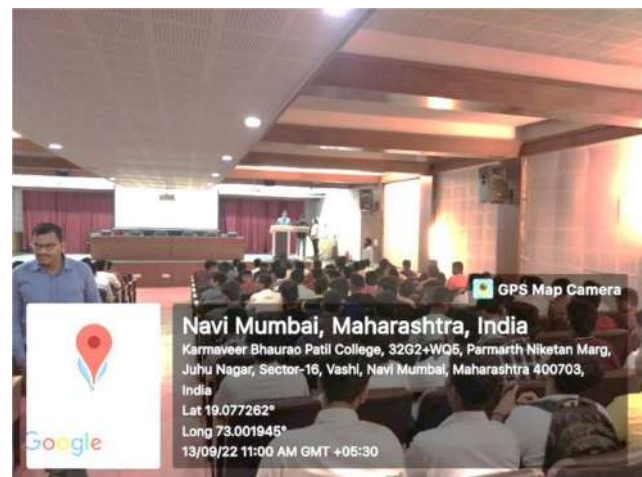 GPS Map Camera
Navi Mumbai, Maharashtra, India
Karmaveer Bhaurao Patil College, 32G2+WQ5, Parmarth Niketan Marg,
Juhu Nagar, Sector-16, Vashi, Navi Mumbai, Maharashtra 400703,
India
Lat 19.077262°
Long 73.001945°
13/09/22 11:00 AM GMT +05:30
Google